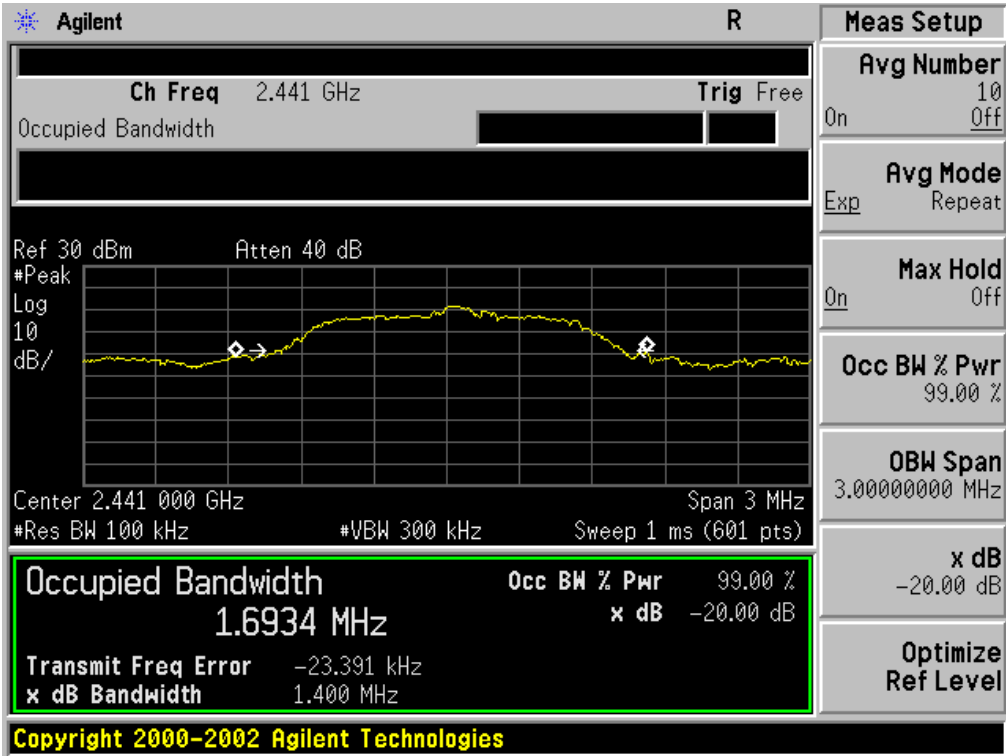 Agilent R
Ch Freq 2.441 GHz Trig Free
Occupied Bandwidth
Ref 30 dBm Atten 40 dB
#Peak
Log
10
dB/
Center 2.441 000 GHz Span 3 MHz
#Res BW 100 kHz #VBW 300 kHz Sweep 1 ms (601 pts)
Occupied Bandwidth
1.6934 MHz
Occ BW % Pwr 99.00 %
x dB -20.00 dB
Transmit Freq Error -23.391 kHz
x dB Bandwidth 1.400 MHz
Copyright 2000-2002 Agilent Technologies
Meas Setup
Avg Number
10
On Off
Avg Mode
Exp Repeat
Max Hold
On Off
Occ BW % Pwr
99.00 %
OBW Span
3.00000000 MHz
x dB
-20.00 dB
Optimize
Ref Level